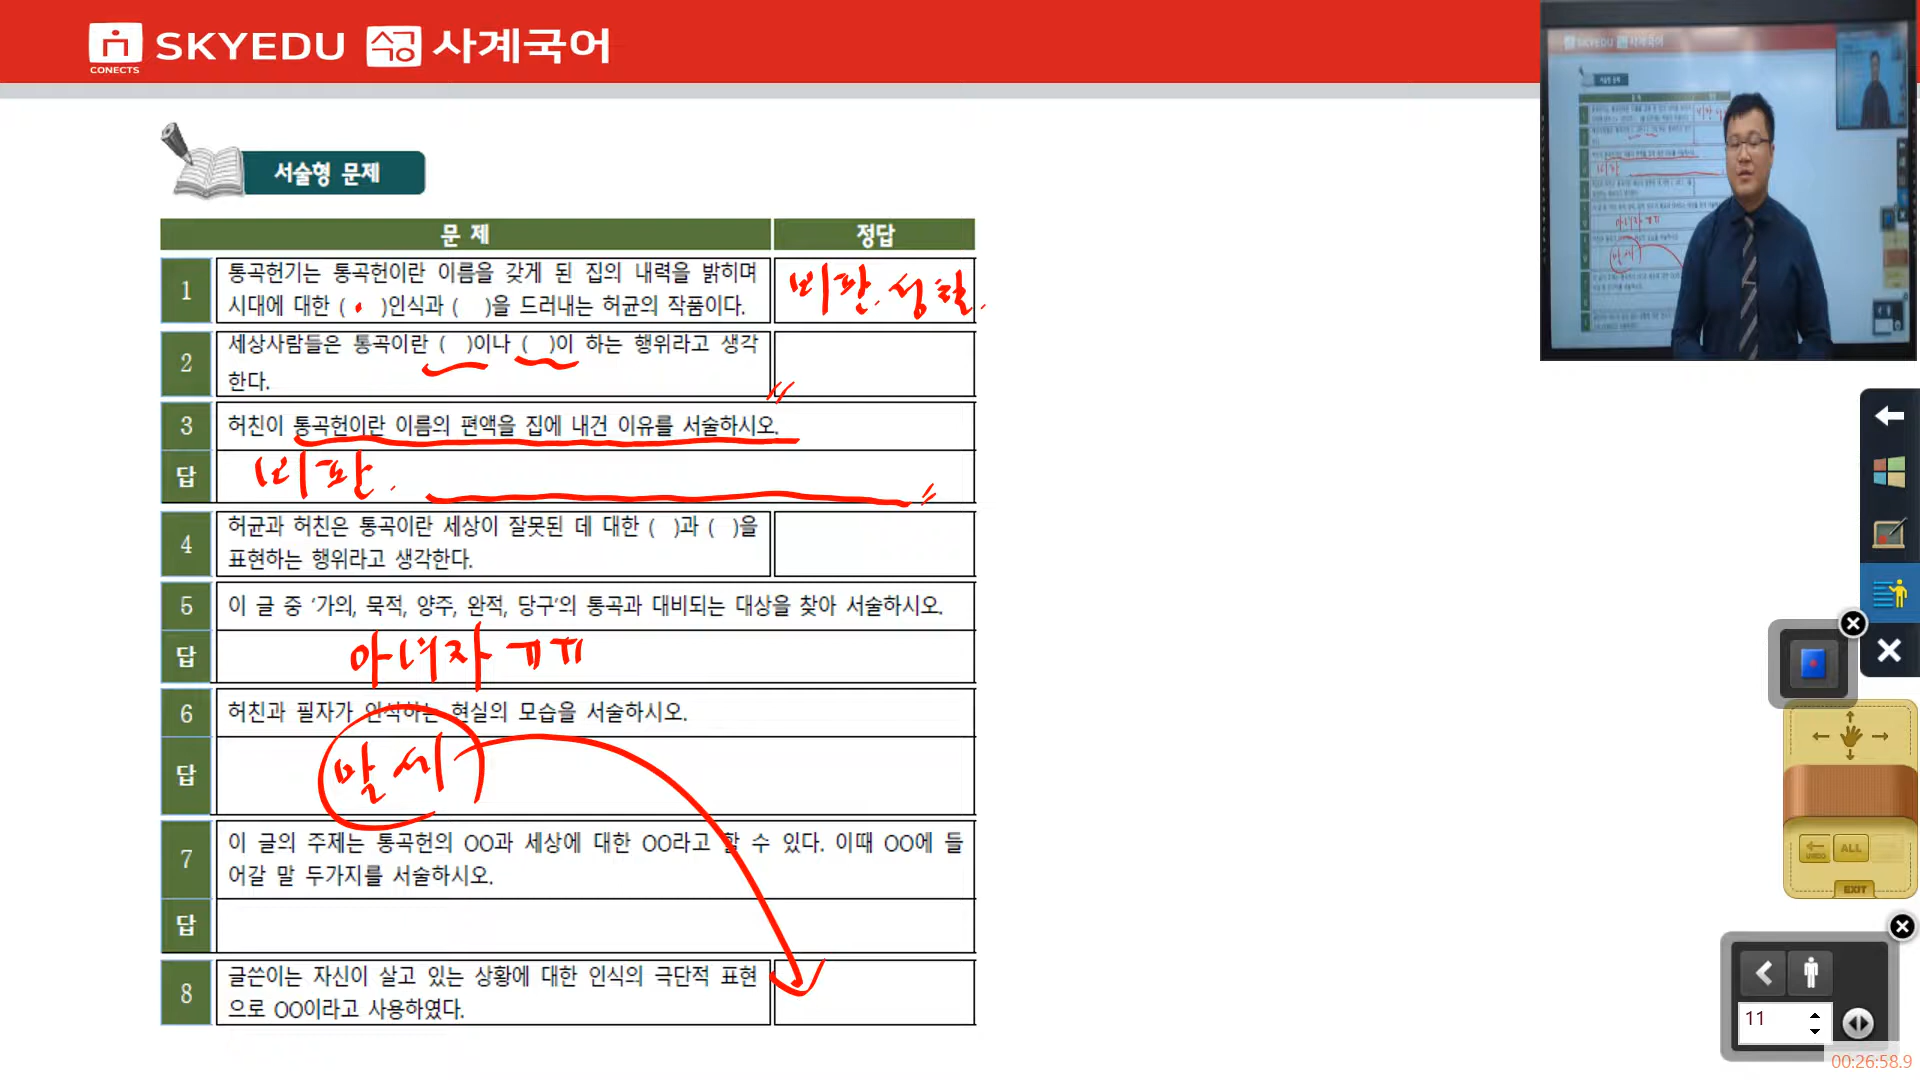 CONECTS
SKYEDU 수긍 사계국어
서술형 문제
문 제
정답
1
통곡헌기는 통곡헌이란 이름을 갖게 된 집의 내력을 밝히며
시대에 대한 ( )인식과 ( )을 드러내는 허균의 작품이다.
비판. 성찰.
2
세상사람들은 통곡이란 ( )이나 ( )이 하는 행위라고 생각
한다.
3
허친이 통곡헌이란 이름의 편액을 집에 내건 이유를 서술하시오.
답
비판.
4
허균과 허친은 통곡이란 세상이 잘못된 데 대한 ( )과 ( )을
표현하는 행위라고 생각한다.
5
이 글 중 '가의, 묵적, 양주, 완적, 당구'의 통곡과 대비되는 대상을 찾아 서술하시오.
답
아녀자 ㅠㅠ
6
허친과 필자가 인식하는 현실의 모습을 서술하시오.
답
말세
7
이 글의 주제는 통곡헌의 OO과 세상에 대한 OO라고 할 수 있다. 이때 OO에 들
어갈 말 두가지를 서술하시오.
답
8
글쓴이는 자신이 살고 있는 상황에 대한 인식의 극단적 표현
으로 OO이라고 사용하였다.
UNDO
ALL
EXIT
11
00:26:58.9